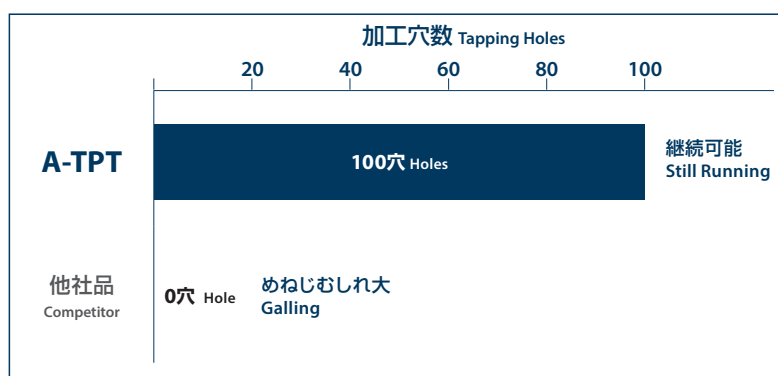 加工穴数 Tapping Holes
20 40 60 80 100
A-TPT
100穴 Holes
継続可能
Still Running
他社品
Competitor
0穴 Hole
めねじむしれ大
Galling